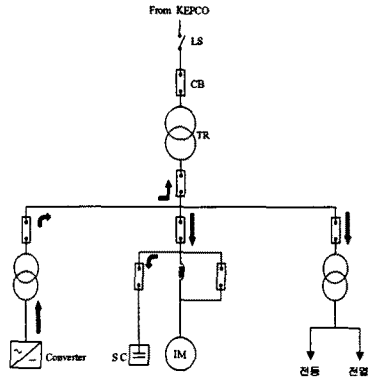 From KEPCO
LS
CB
TR
Converter
SC
IM
전등 전열